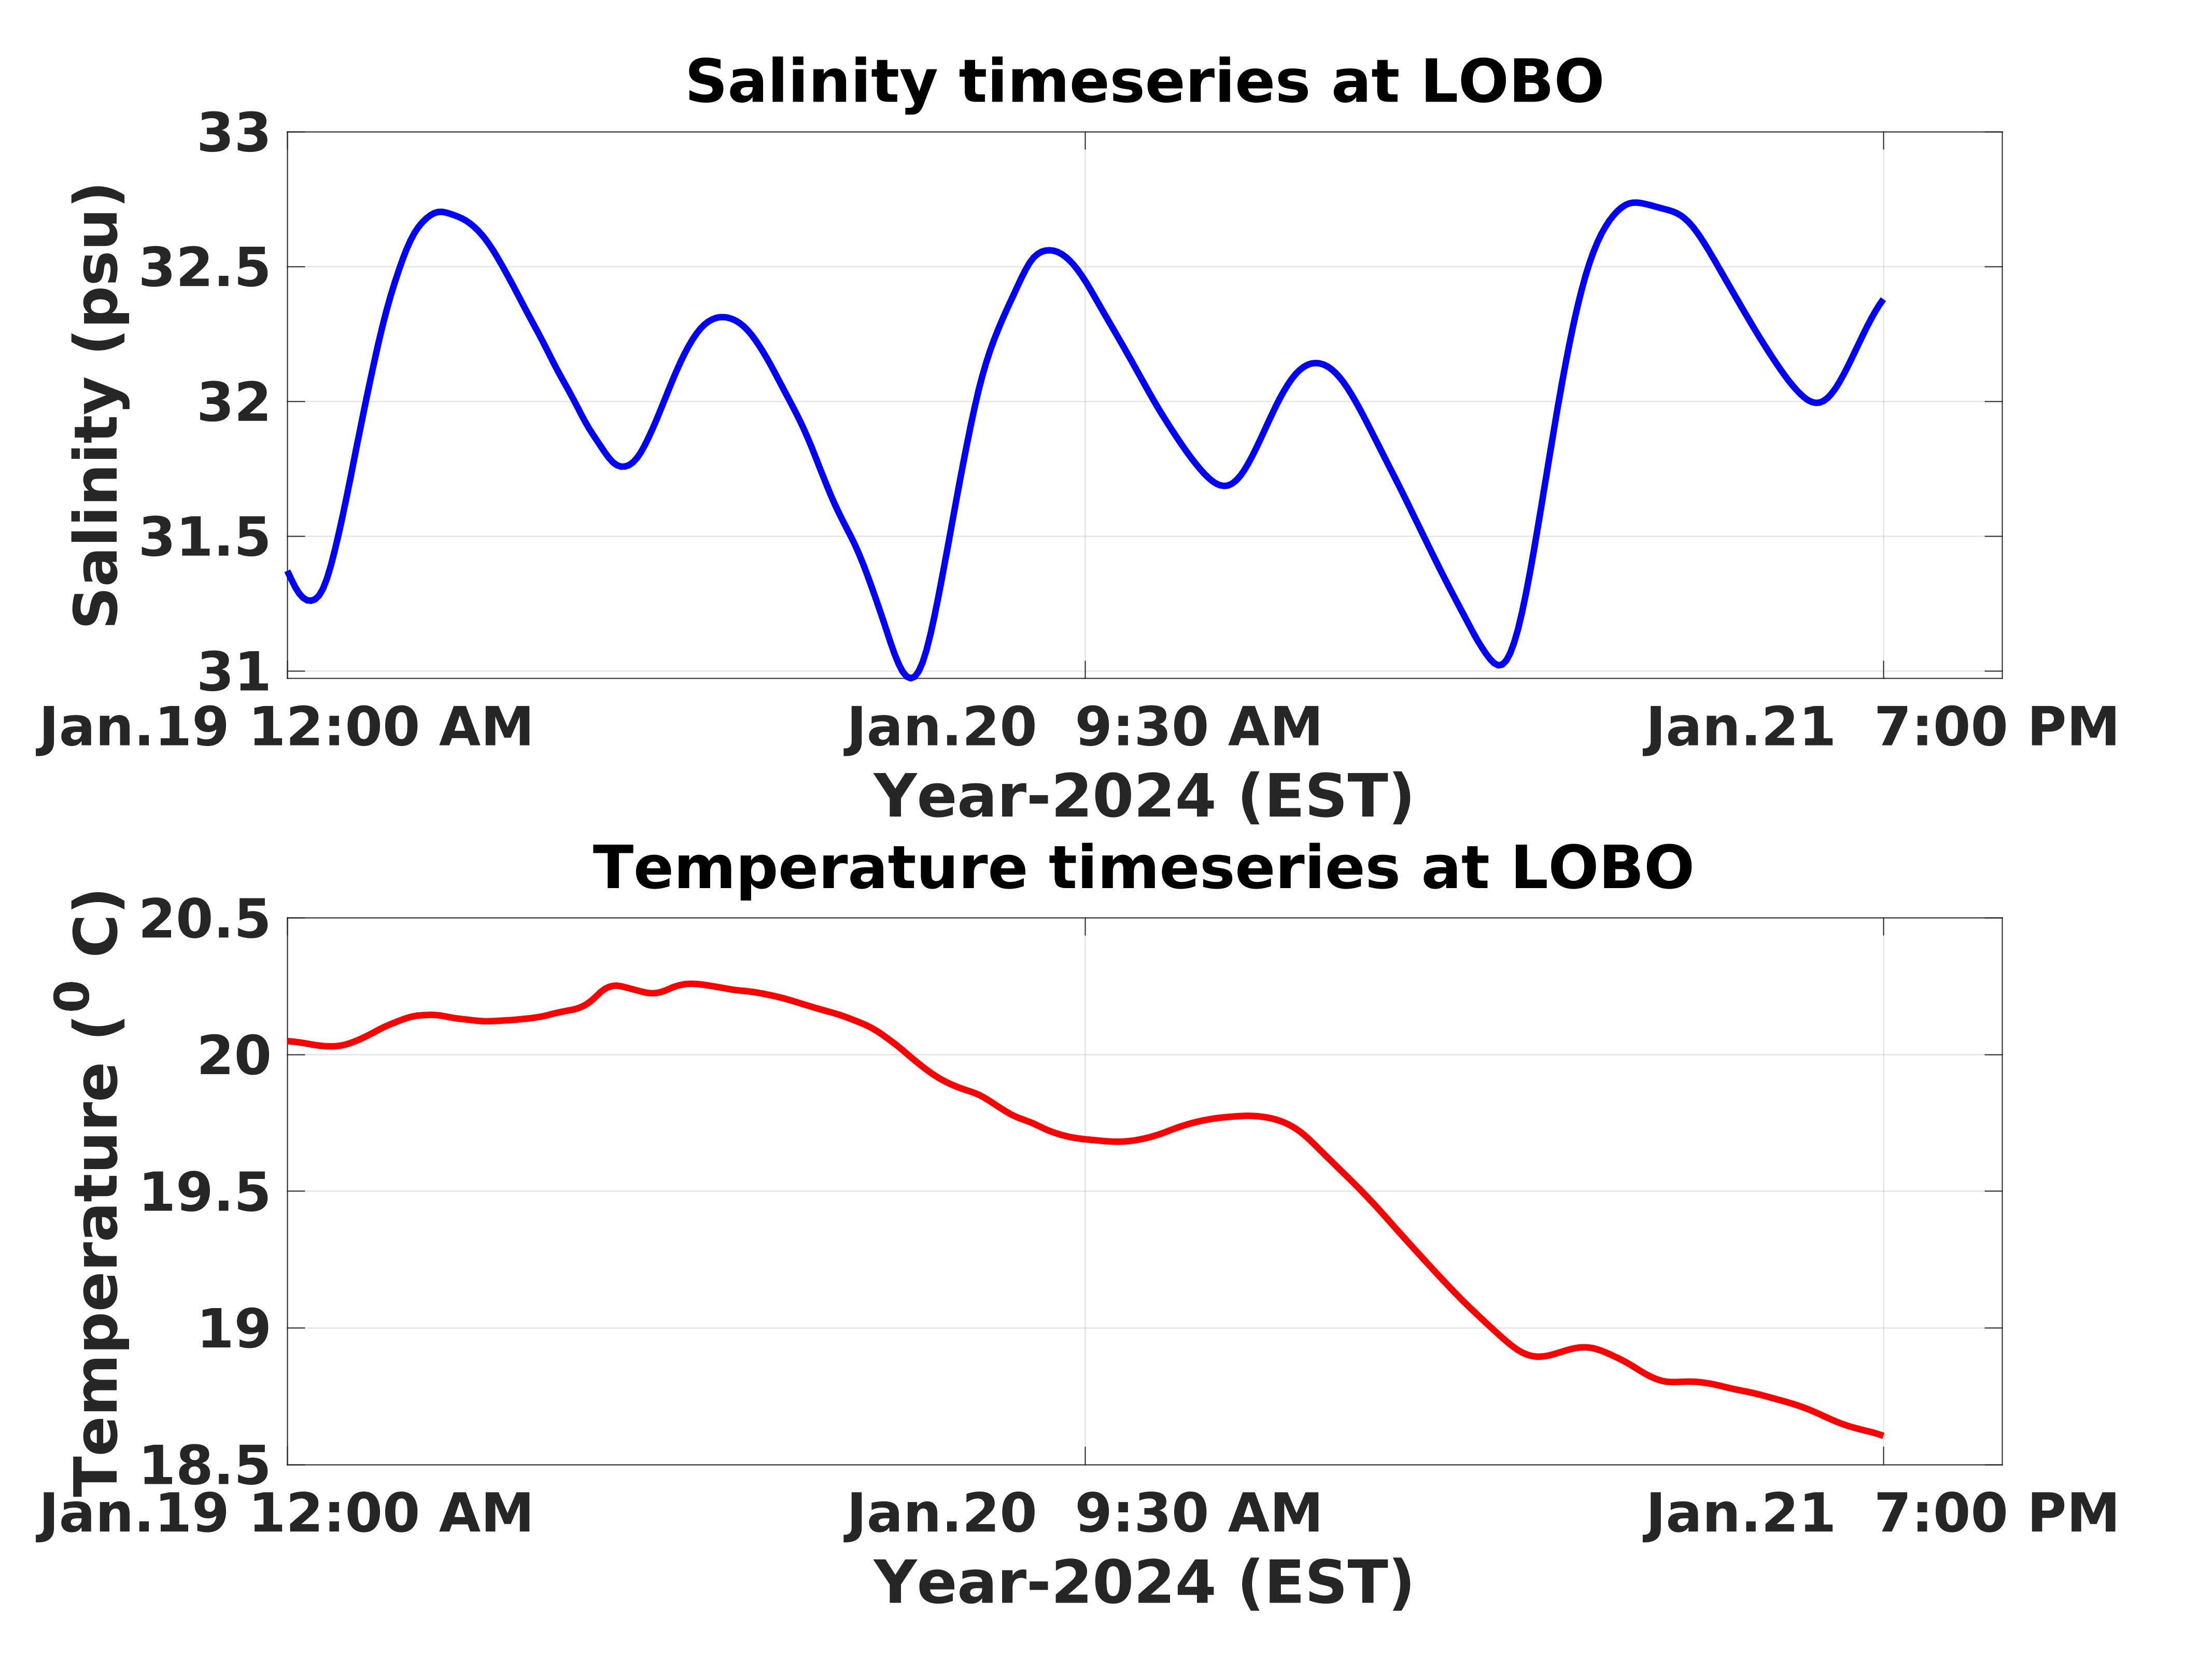 Salinity timeseries at LOBO
Salinity (psu)
33
32.5
32
31.5
31
Jan.19 12:00 AM
Jan.20  9:30 AM
Jan.21  7:00 PM
Year-2024 (EST)
Temperature timeseries at LOBO
Temperature (⁰ C)
20.5
20
19.5
19
18.5
Jan.19 12:00 AM
Jan.20  9:30 AM
Jan.21  7:00 PM
Year-2024 (EST)